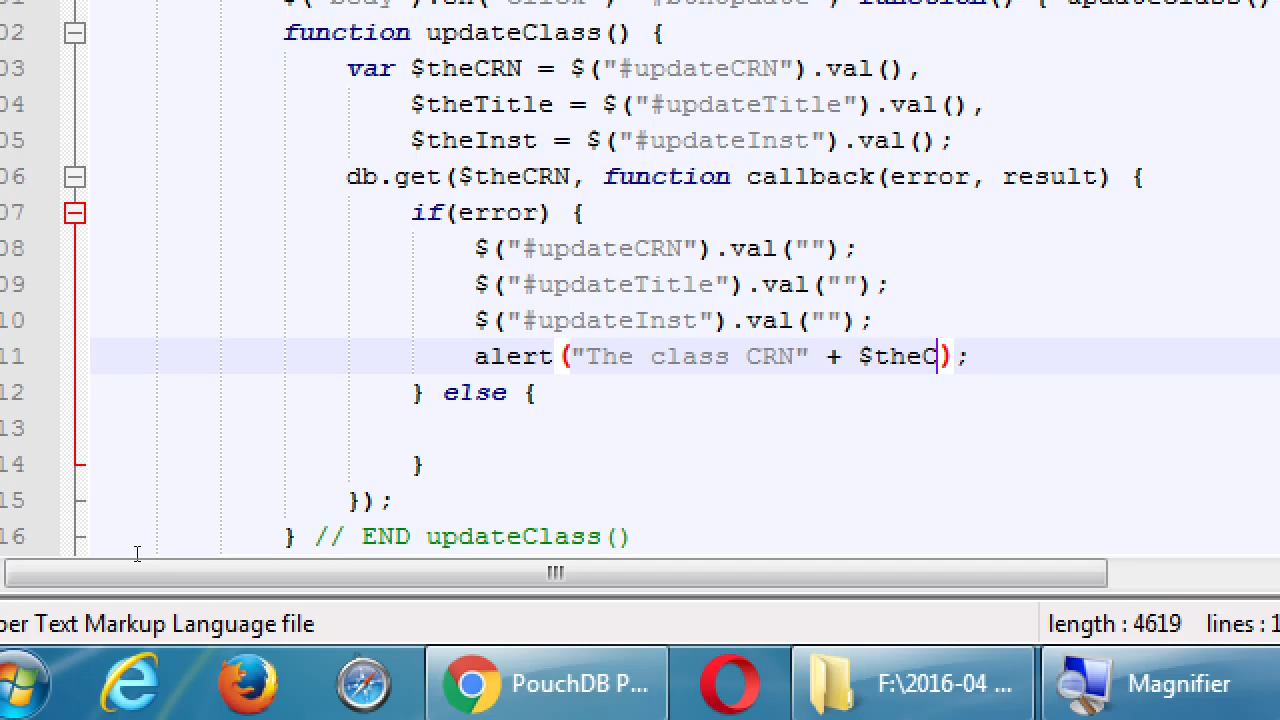 02 function updateClass() {
03 var $theCRN = $("#updateCRN").val(),
04 $theTitle = $("#updateTitle").val(),
05 $theInst = $("#updateInst").val();
06 db.get($theCRN, function callback(error, result) {
07 if(error) {
08 $("#updateCRN").val("");
09 $("#updateTitle").val("");
10 $("#updateInst").val("");
11 alert("The class CRN" + $theC);
12 } else {
13
14 }
15 });
16 } // END updateClass()
per Text Markup Language file length : 4619 lines : 1
PouchDB P... F:\2016-04 ... Magnifier